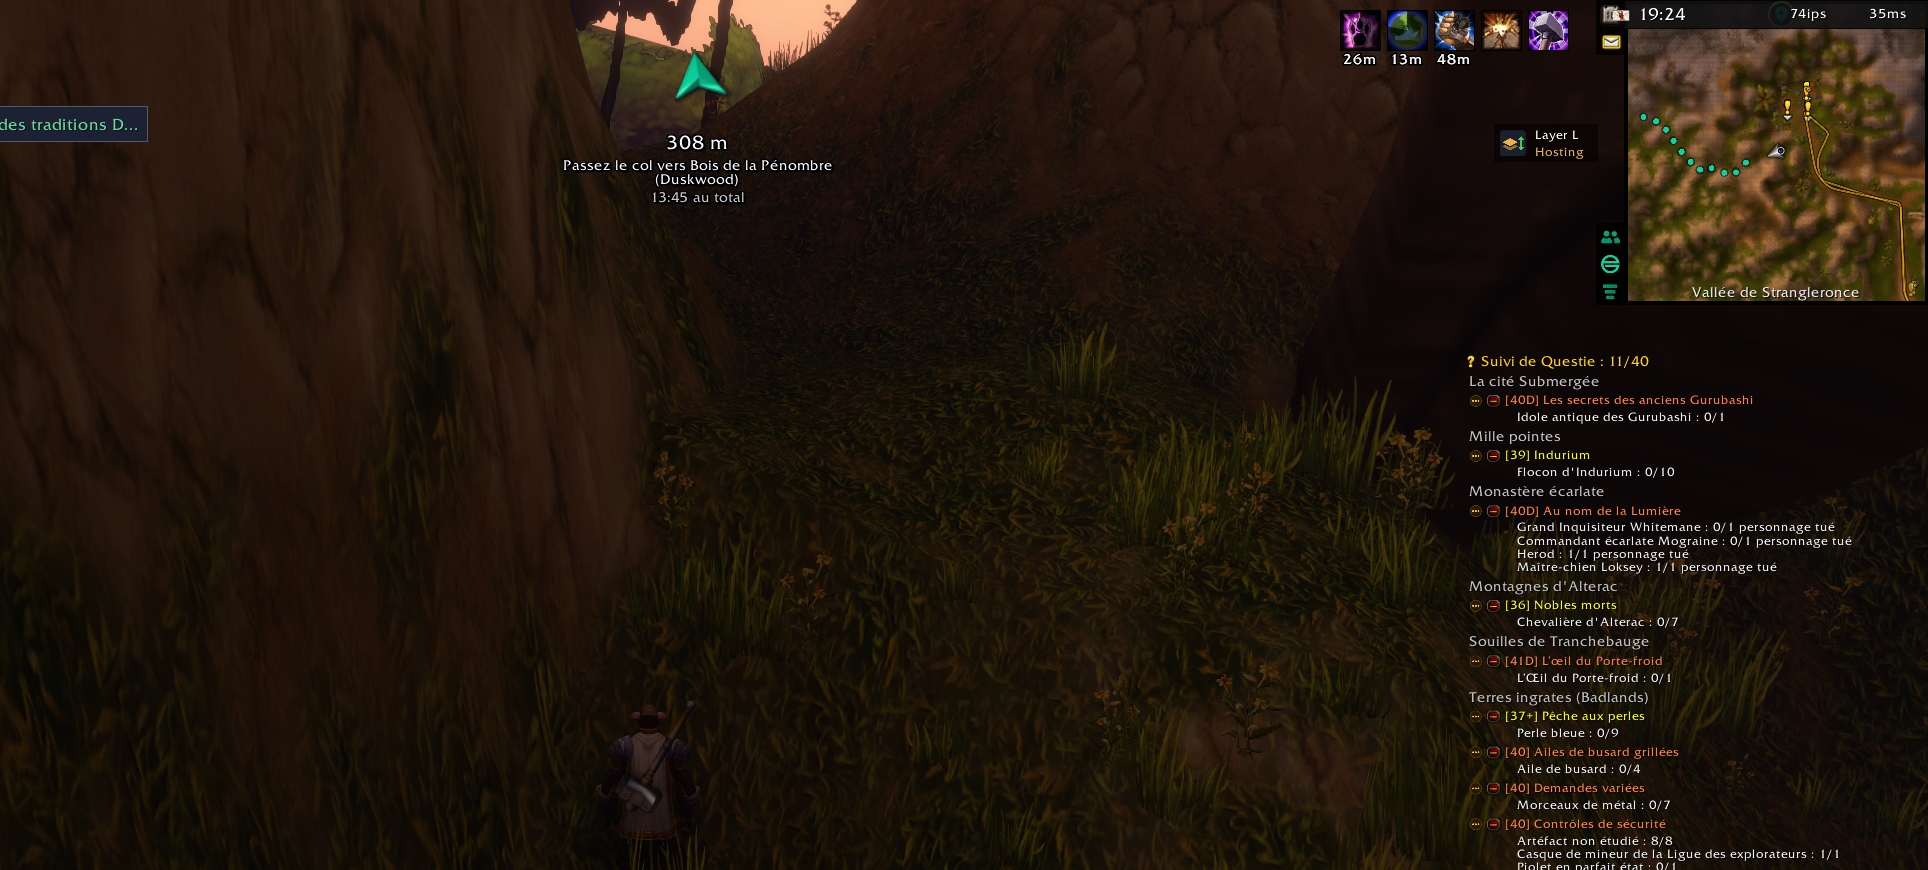 19:24
74ips
35ms
26m
13m
48m
des traditions D...
Layer L
Hosting
308 m
Passez le col vers Bois de la Pénombre
(Duskwood)
13:45 au total
Vallée de Strangleronce
Suivi de Questie : 11/40
La cité Submergée
[40D] Les secrets des anciens Gurubashi
Idole antique des Gurubashi : 0/1
Mille pointes
[39] Indurium
Flocon d'Indurium : 0/10
Monastère écarlate
[40D] Au nom de la Lumière
Grand Inquisiteur Whitemane : 0/1 personnage tué
Commandant écarlate Mograine : 0/1 personnage tué
Herod : 1/1 personnage tué
Maître-chien Loksey : 1/1 personnage tué
Montagnes d'Alterac
[36] Nobles morts
Chevalière d'Alterac : 0/7
Souilles de Tranchebauge
[41D] L'œil du Porte-froid
L'Œil du Porte-froid : 0/1
Terres ingrates (Badlands)
[37+] Pêche aux perles
Perle bleue : 0/9
[40] Ailes de busard grillées
Aile de busard : 0/4
[40] Demandes variées
Morceaux de métal : 0/7
[40] Contrôles de sécurité
Artéfact non étudié : 8/8
Casque de mineur de la Ligue des explorateurs : 1/1
Piolet en parfait état : 0/1